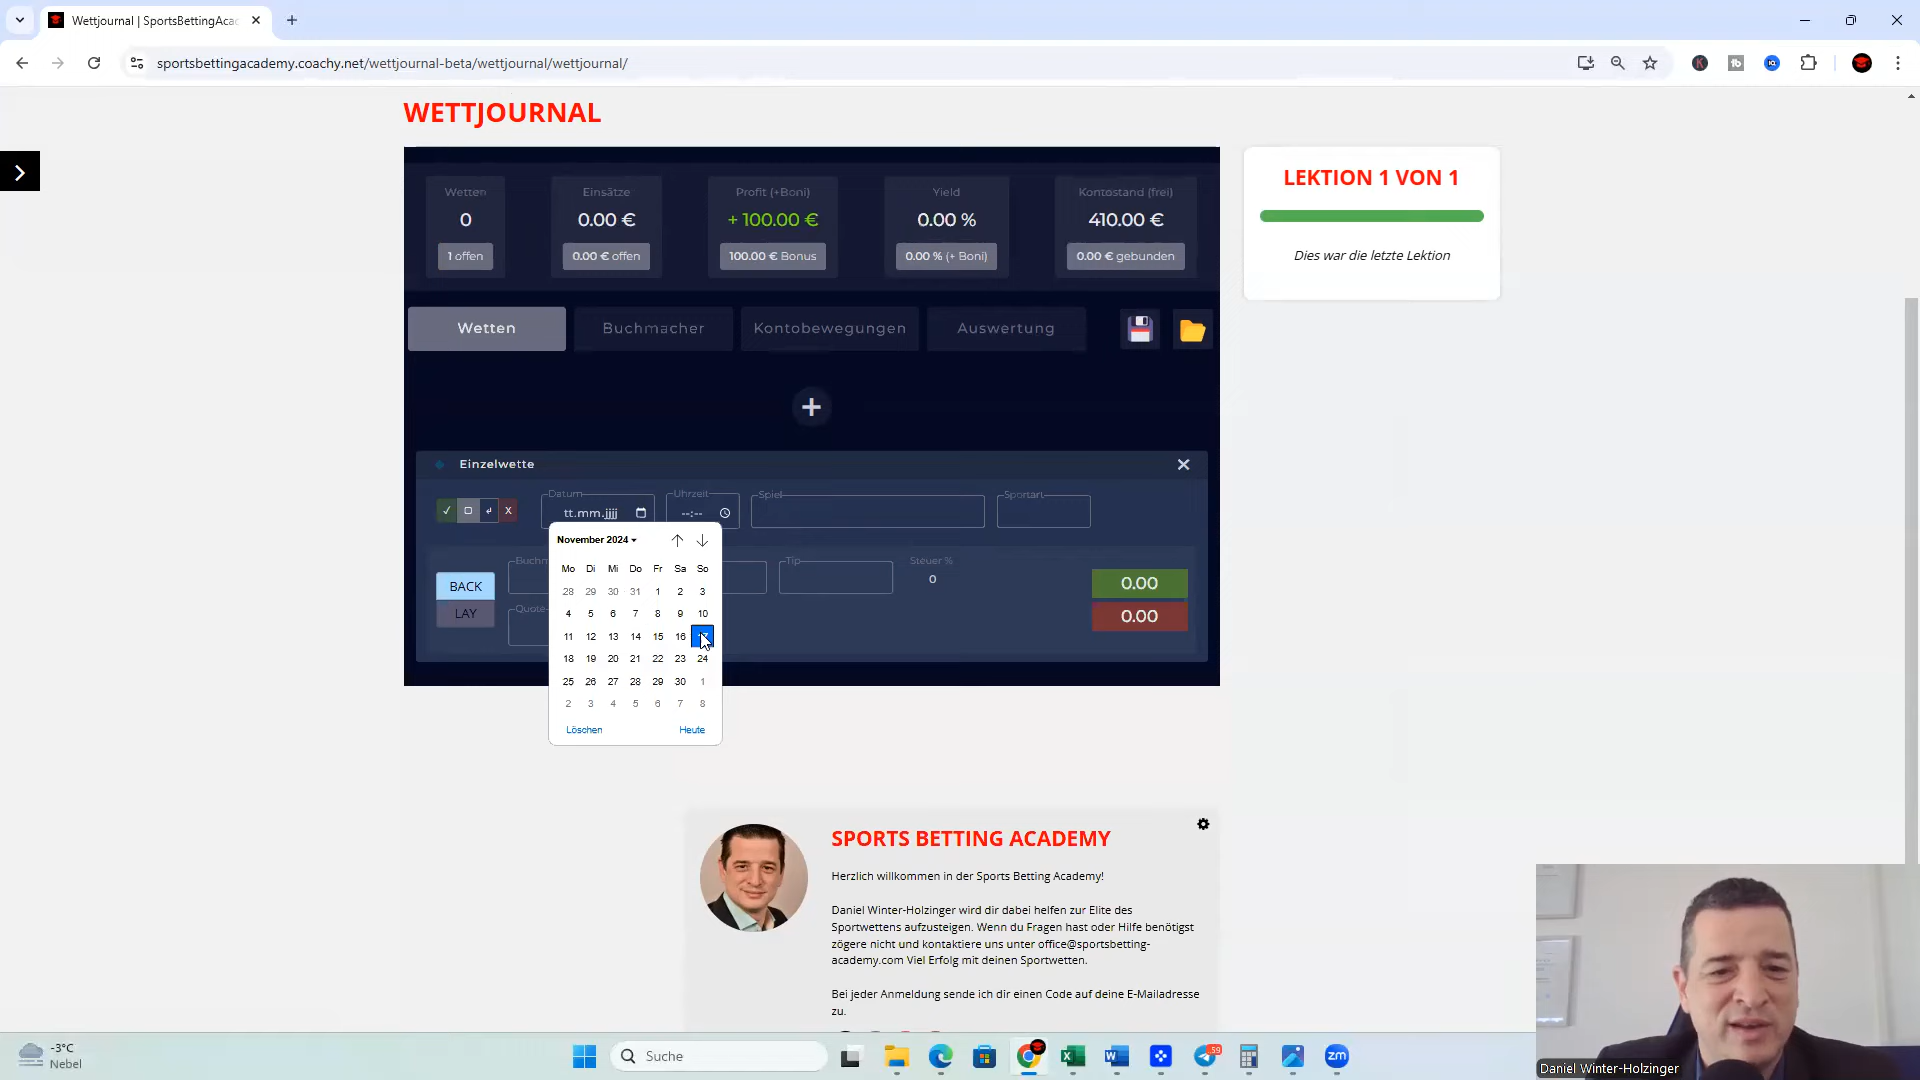 Wettjournal | SportsBettingAca
sportsbettingacademy.coachy.net/wettjournal-beta/wettjournal/wettjournal/
WETTJOURNAL
Wetten
0
1 offen
Einsätze
0.00 €
0.00 € offen
Profit (+Boni)
+ 100.00 €
100.00 € Bonus
Yield
0.00 %
0.00 % (+ Boni)
Kontostand (frei)
410.00 €
0.00 € gebunden
LEKTION 1 VON 1
Dies war die letzte Lektion
Wetten
Buchmacher
Kontobewegungen
Auswertung
Einzelwette
Datum
tt.mm.jjjj
Uhrzeit
--:--
Spiel
Sportart
BACK
LAY
Buchm
Quote
Tip
Steuer %
0
0.00
0.00
November 2024
Mo Di Mi Do Fr Sa So
28 29 30 31 1 2 3
4 5 6 7 8 9 10
11 12 13 14 15 16 17
18 19 20 21 22 23 24
25 26 27 28 29 30 1
2 3 4 5 6 7 8
Löschen
Heute
SPORTS BETTING ACADEMY
Herzlich willkommen in der Sports Betting Academy!
Daniel Winter-Holzinger wird dir dabei helfen zur Elite des
Sportwettens aufzusteigen. Wenn du Fragen hast oder Hilfe benötigst
zögere nicht und kontaktiere uns unter office@sportsbetting-
academy.com Viel Erfolg mit deinen Sportwetten.
Bei jeder Anmeldung sende ich dir einen Code auf deine E-Mailadresse
zu.
Daniel Winter-Holzinger
-3°C
Nebel
Suche
59
zm